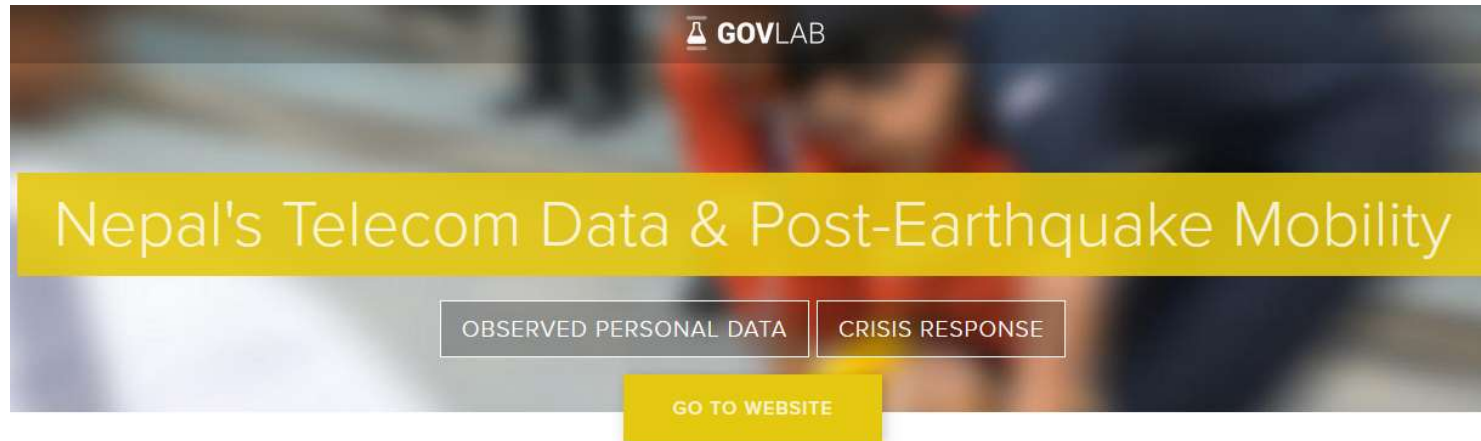 GOVLAB
Nepal's Telecom Data & Post-Earthquake Mobility
OBSERVED PERSONAL DATA
CRISIS RESPONSE
GO TO WEBSITE